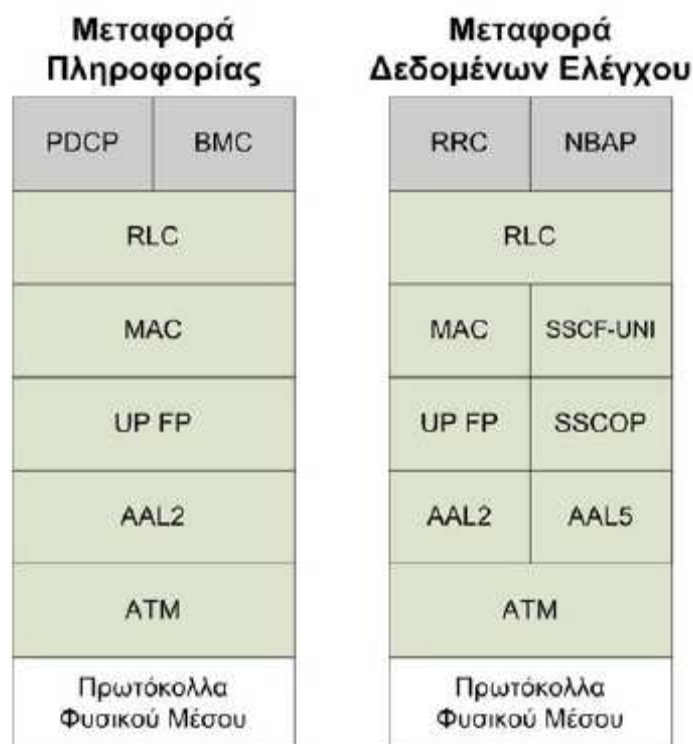 Μεταφορά
Πληροφορίας
PDCP BMC
RLC
MAC
UP FP
AAL2
ATM
Πρωτόκολλα
Φυσικού Μέσου
Μεταφορά
Δεδομένων Ελέγχου
RRC NBAP
RLC
MAC SSCF-UNI
UP FP SSCOP
AAL2 AAL5
ATM
Πρωτόκολλα
Φυσικού Μέσου